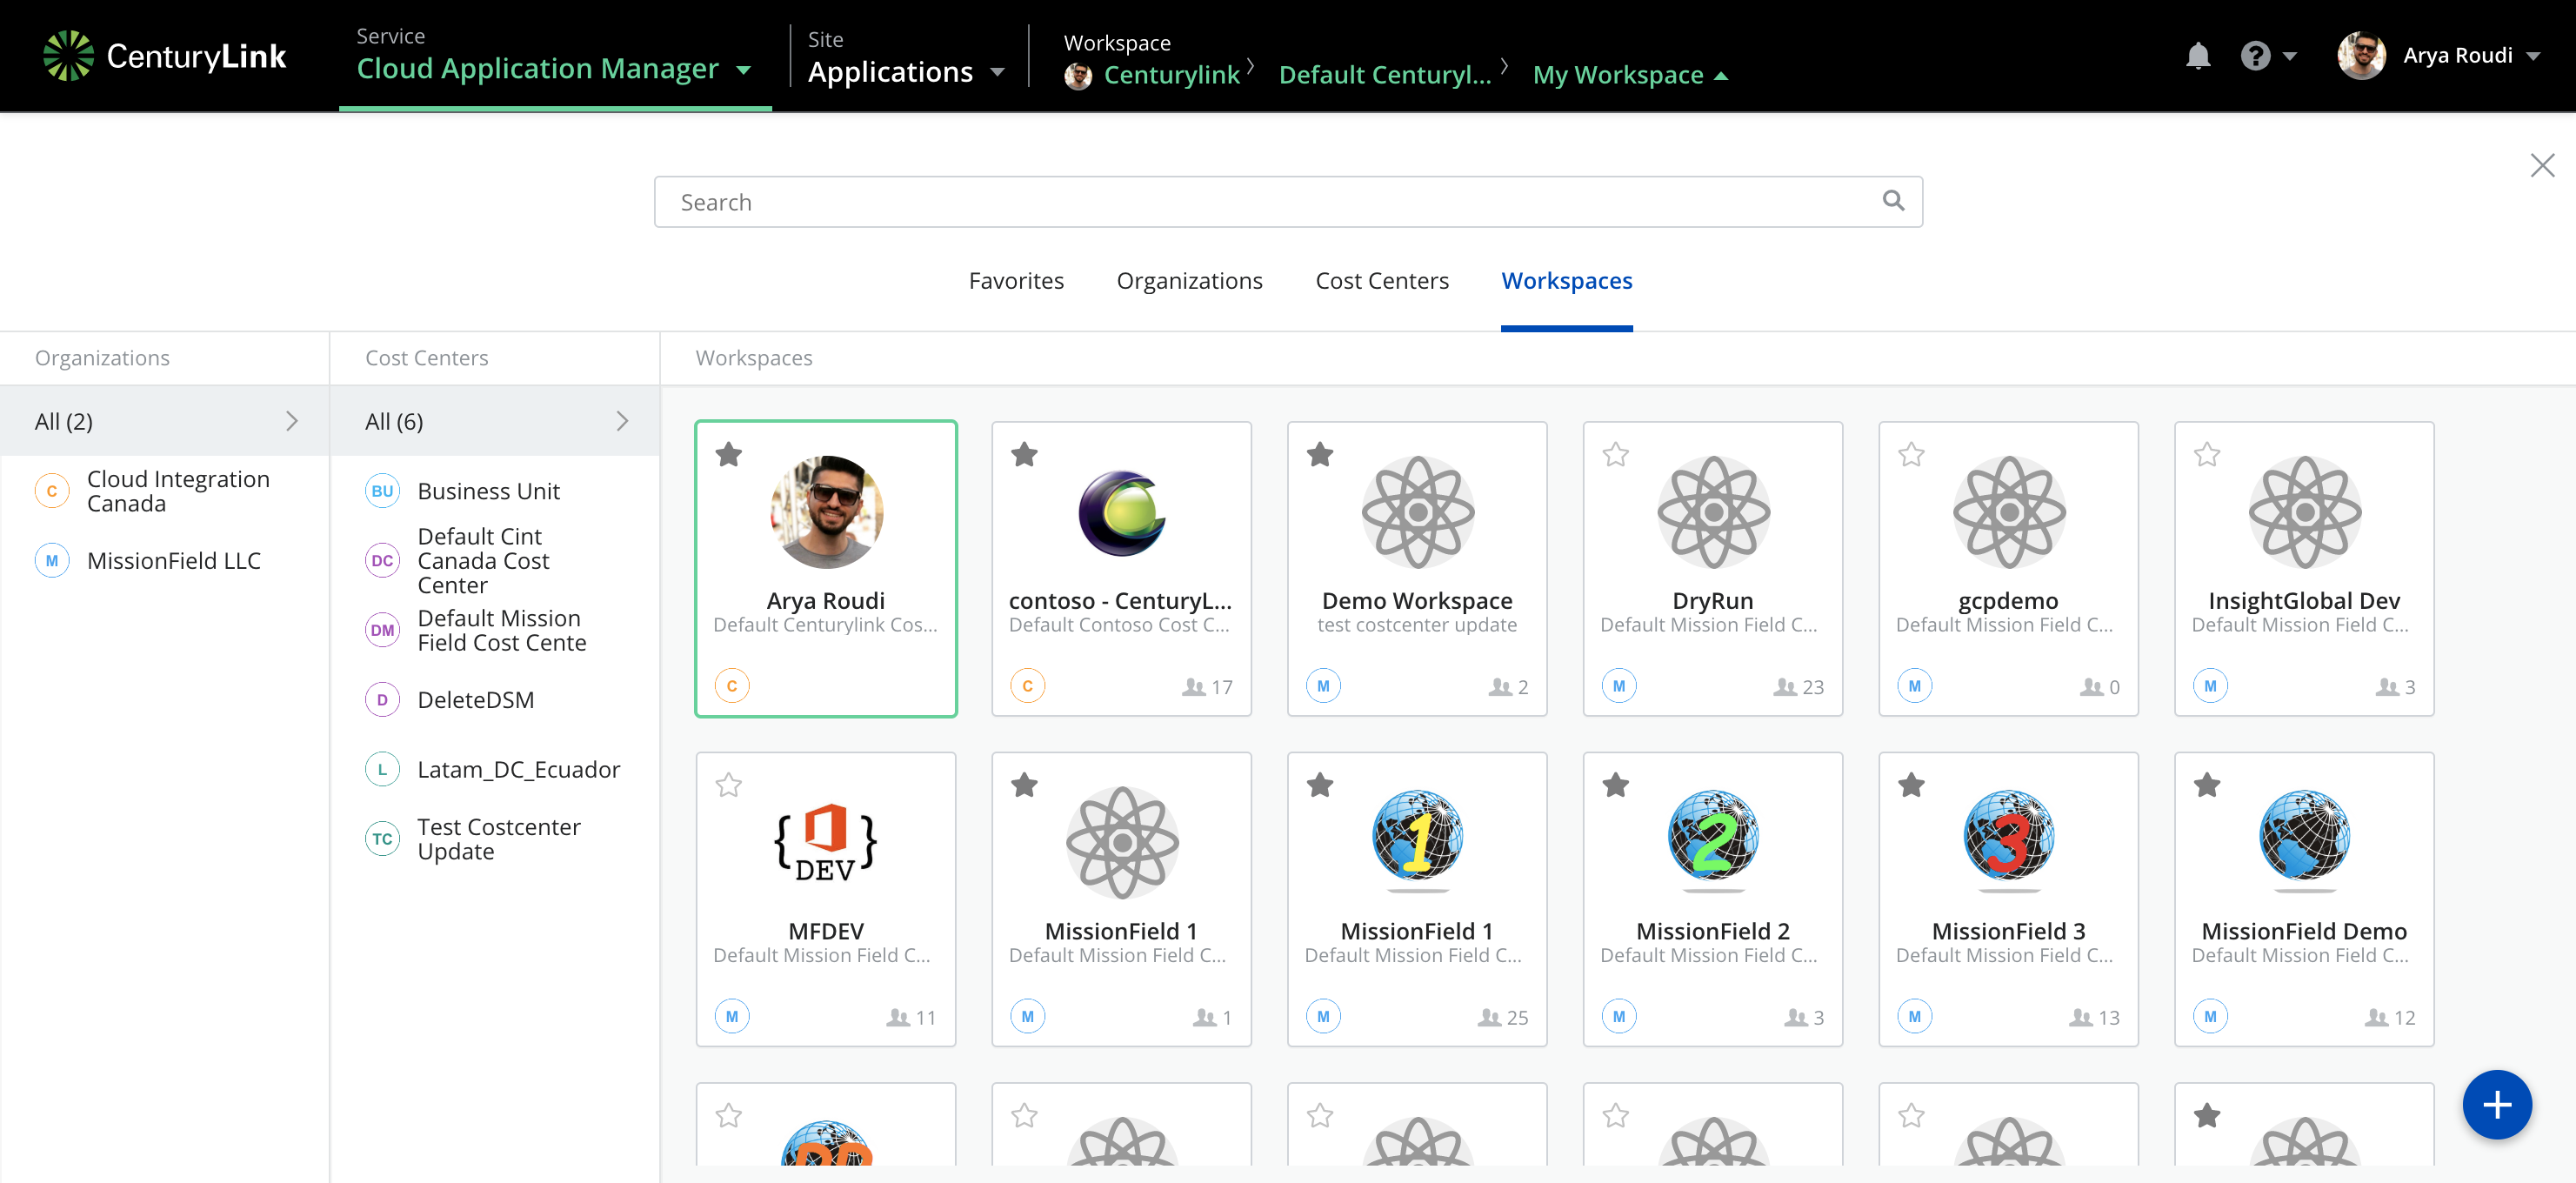 CenturyLink
Service
Cloud Application Manager
Site
Applications
Workspace
Centurylink
Default Centuryl...
My Workspace
?
Arya Roudi
Search
Favorites
Organizations
Cost Centers
Workspaces
Organizations
Cost Centers
Workspaces
All (2)
C
Cloud Integration
Canada
M
MissionField LLC
All (6)
BU
Business Unit
DC
Default Cint
Canada Cost
Center
DM
Default Mission
Field Cost Cente
D
DeleteDSM
L
Latam_DC_Ecuador
TC
Test Costcenter
Update
Arya Roudi
Default Centurylink Cos...
C
contoso - CenturyL...
Default Contoso Cost C...
C
17
Demo Workspace
test costcenter update
M
2
DryRun
Default Mission Field C...
M
23
gcpdemo
Default Mission Field C...
M
0
InsightGlobal Dev
Default Mission Field C...
M
3
{DEV}
MFDEV
Default Mission Field C...
M
11
MissionField 1
Default Mission Field C...
M
1
1
MissionField 1
Default Mission Field C...
M
25
2
MissionField 2
Default Mission Field C...
M
3
3
MissionField 3
Default Mission Field C...
M
13
MissionField Demo
Default Mission Field C...
M
12